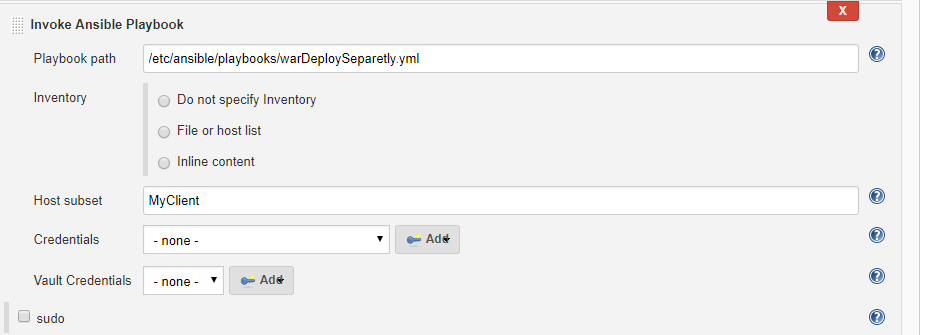 X
Invoke Ansible Playbook
Playbook path /etc/ansible/playbooks/warDeploySeparetly.yml ?
Inventory Do not specify Inventory
File or host list
Inline content
Host subset MyClient ?
Credentials - none - Add ?
Vault Credentials - none - Add ?
sudo ?